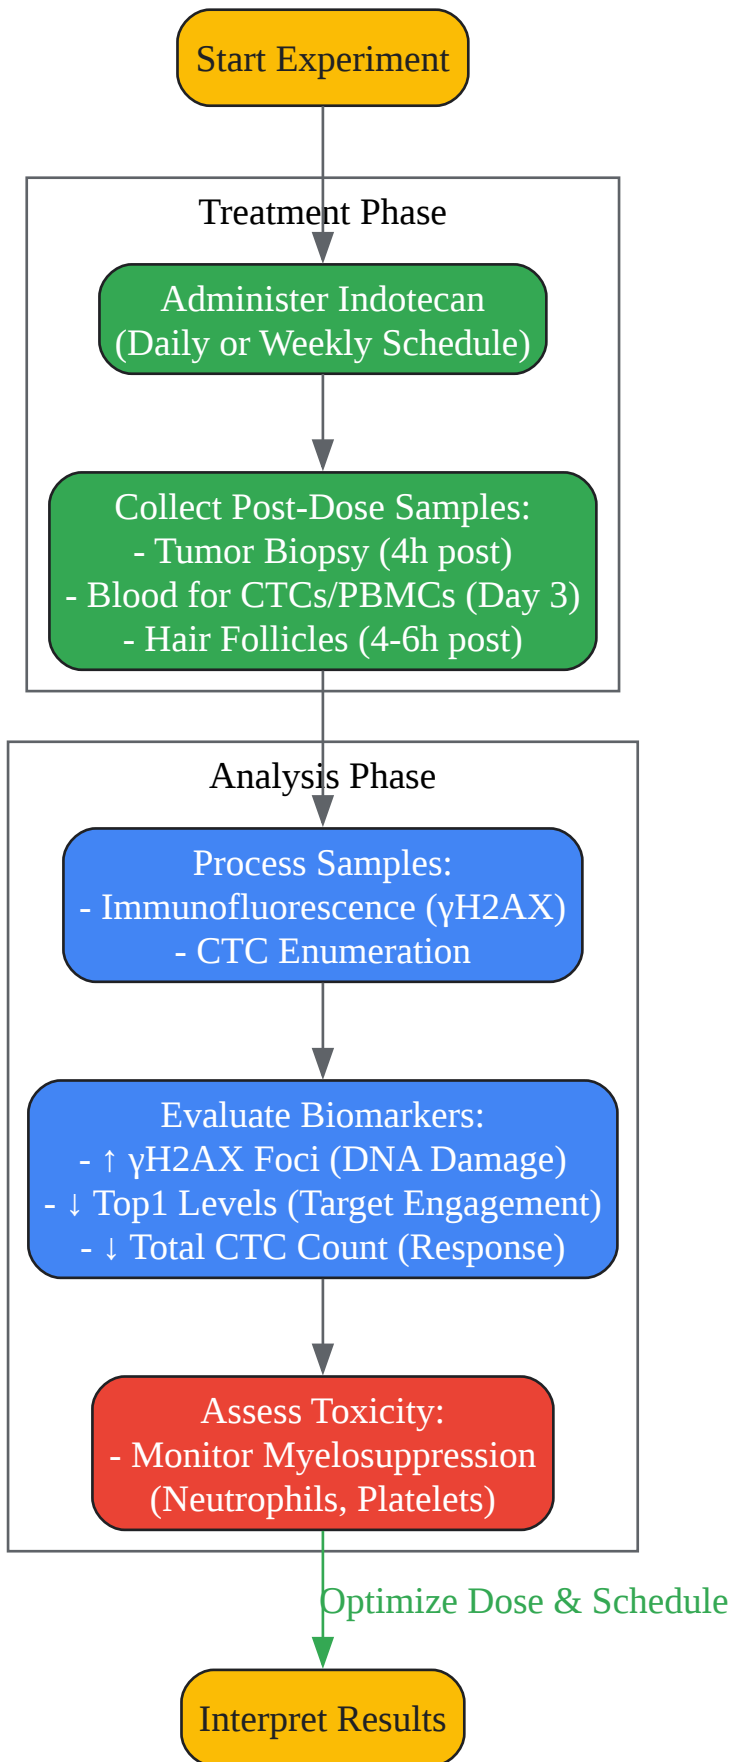 Start Experiment
Treatment Phase
Administer Indotecan
(Daily or Weekly Schedule)
Collect Post-Dose Samples:
- Tumor Biopsy (4h post)
- Blood for CTCs/PBMCs (Day 3)
- Hair Follicles (4-6h post)
Analysis Phase
Process Samples:
- Immunofluorescence (γH2AX)
- CTC Enumeration
Evaluate Biomarkers:
- ↑ γH2AX Foci (DNA Damage)
- ↓ Top1 Levels (Target Engagement)
- ↓ Total CTC Count (Response)
Assess Toxicity:
- Monitor Myelosuppression
(Neutrophils, Platelets)
Optimize Dose & Schedule
Interpret Results